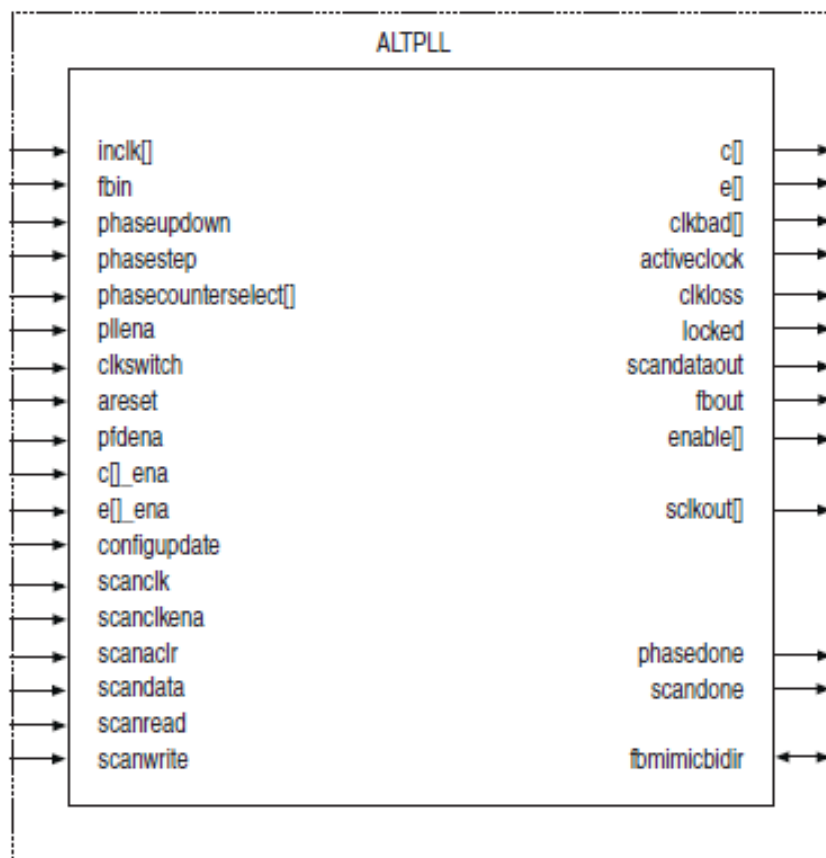 ALTPLL
inclk[]
fbin
phaseupdown
phasestep
phasecounterselect[]
pllena
clkswitch
areset
pfdena
c[]_ena
e[]_ena
configupdate
scanclk
scanclkena
scanaclr
scandata
scanread
scanwrite
c[]
e[]
clkbad[]
activeclock
clkloss
locked
scandataout
fbout
enable[]
sclkout[]
phasedone
scandone
fbmimicbidir